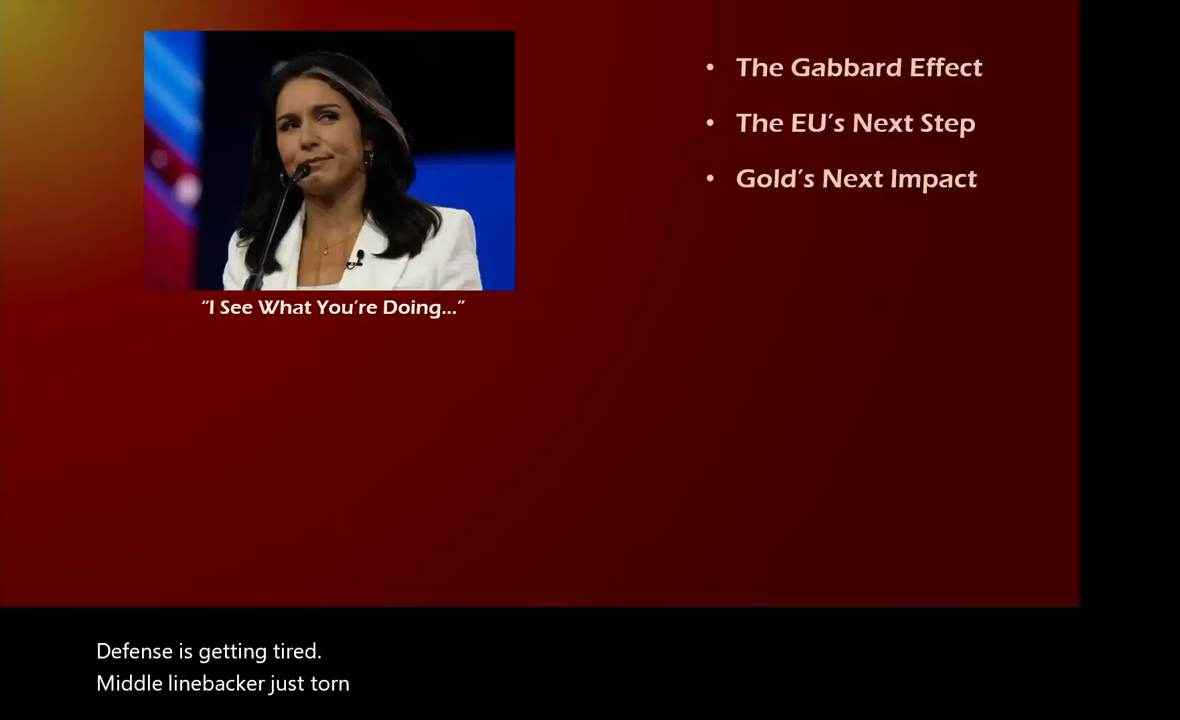 • The Gabbard Effect
• The EU's Next Step
• Gold's Next Impact
“I See What You're Doing...”
Defense is getting tired.
Middle linebacker just torn